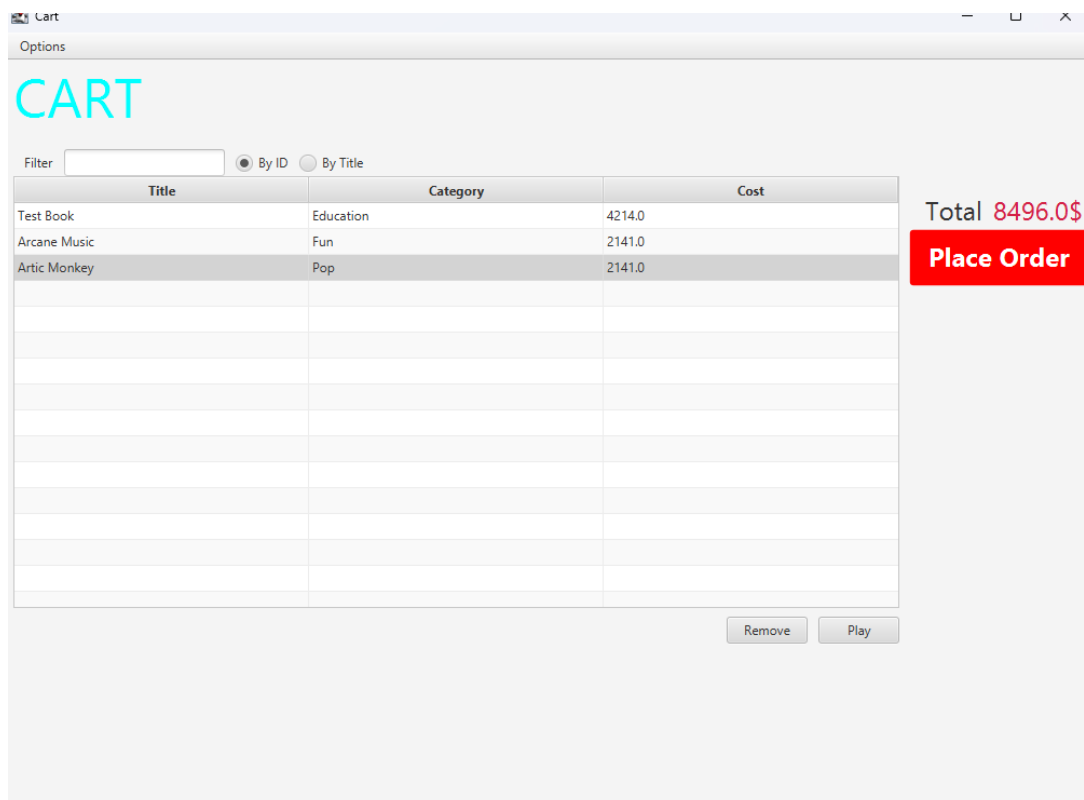 Cart
Options
CART
Filter By ID By Title
Title Category Cost
Test Book Education 4214.0
Arcane Music Fun 2141.0
Artic Monkey Pop 2141.0
Total 8496.0$
Place Order
Remove Play